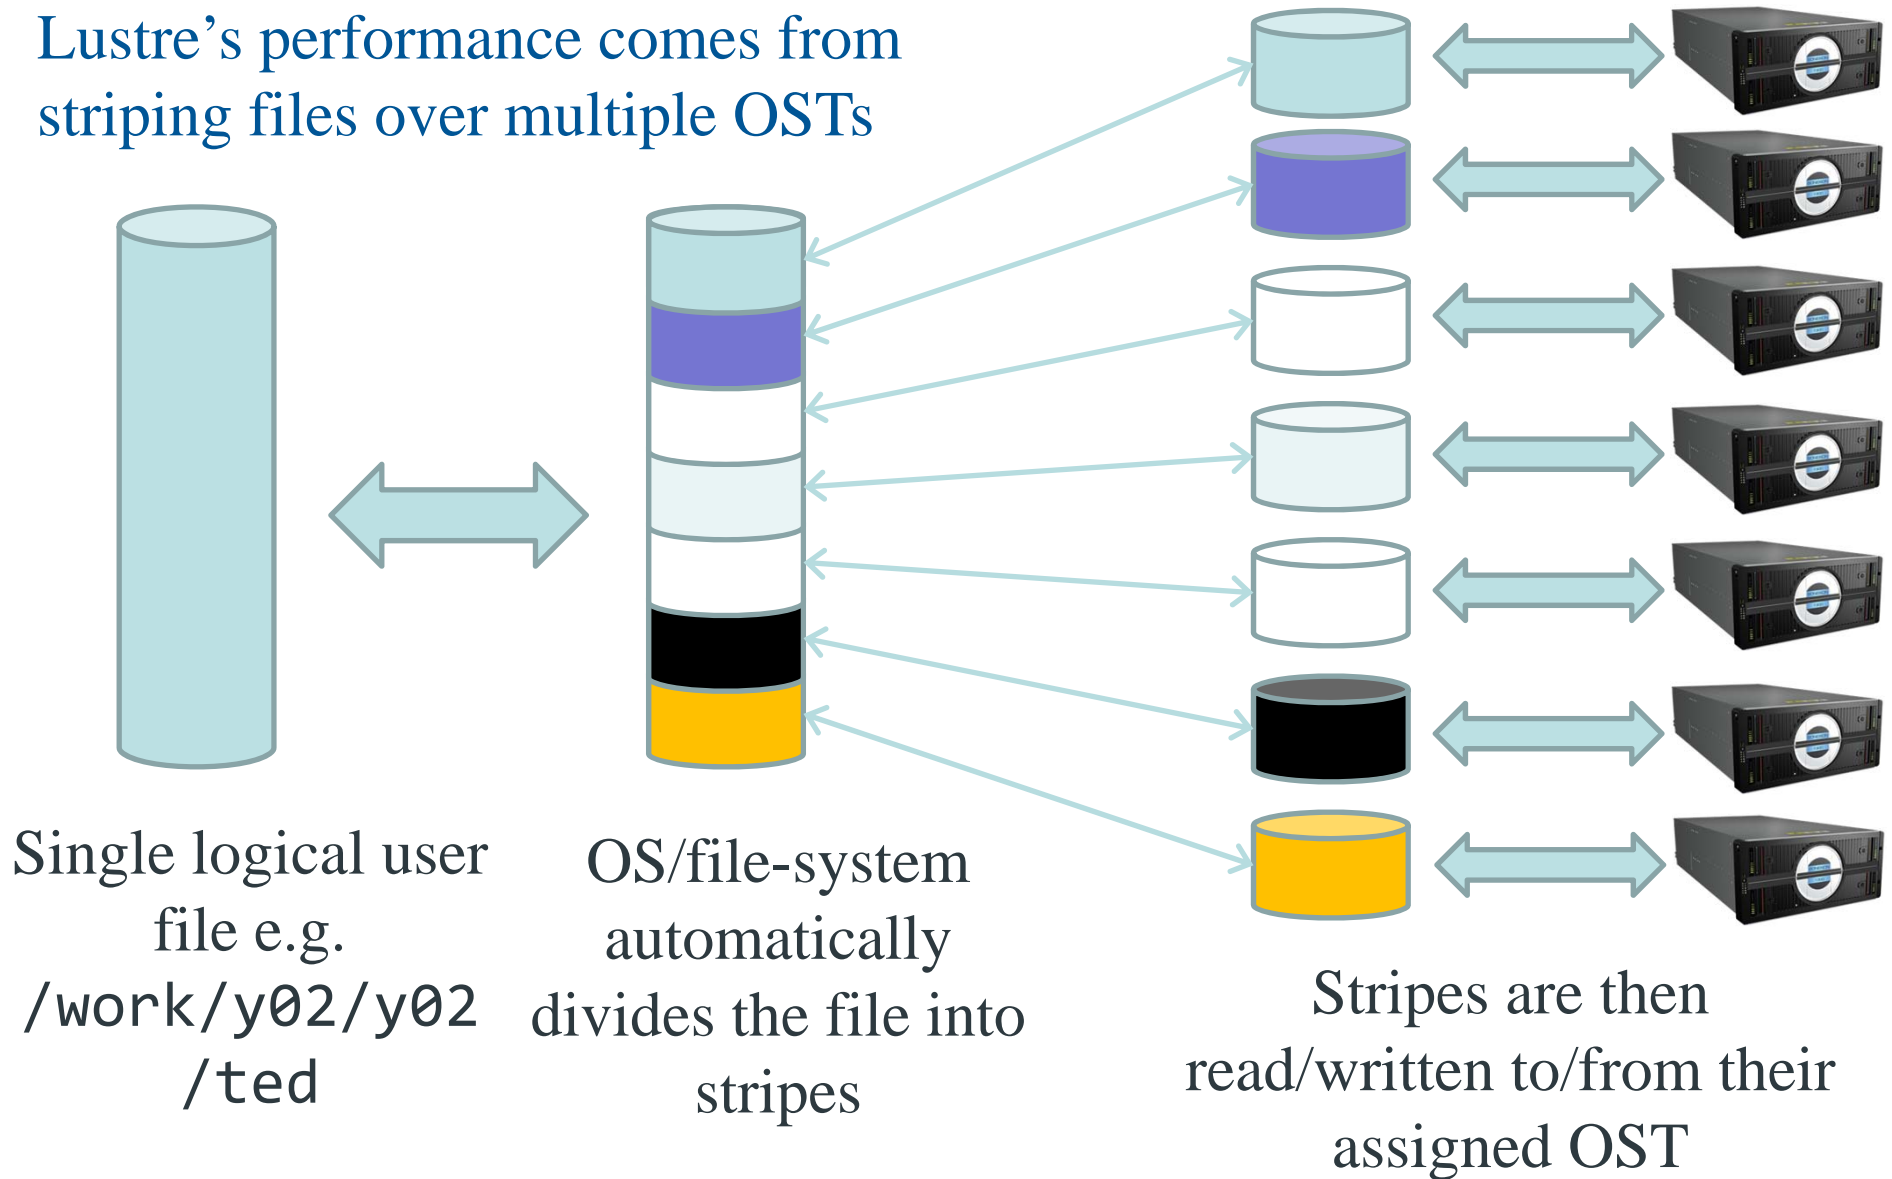 Lustre’s performance comes from
striping files over multiple OSTs
Single logical user
file e.g.
/work/y02/y02
/ted
OS/file-system
automatically
divides the file into
stripes
Stripes are then
read/written to/from their
assigned OST